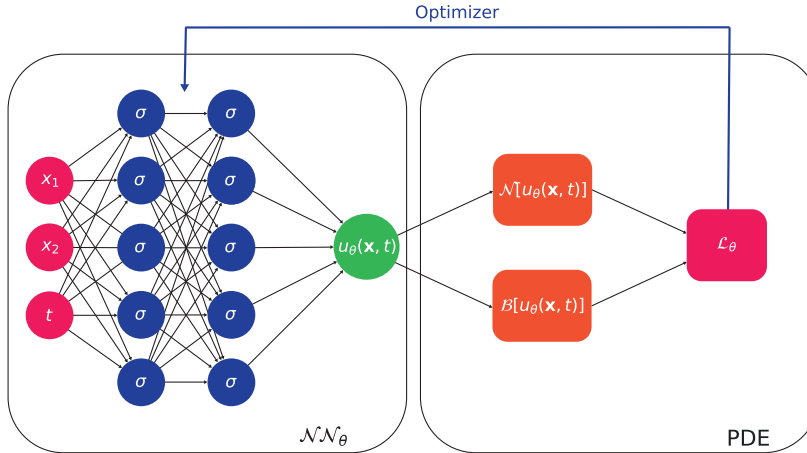 Optimizer
σ σ
σ σ
x₁
𝒩[u_θ(𝐱, t)]
x₂
σ σ
u_θ(𝐱, t)
ℒ_θ
t
σ σ
ℬ[u_θ(𝐱, t)]
σ σ
𝒩𝒩_θ
PDE